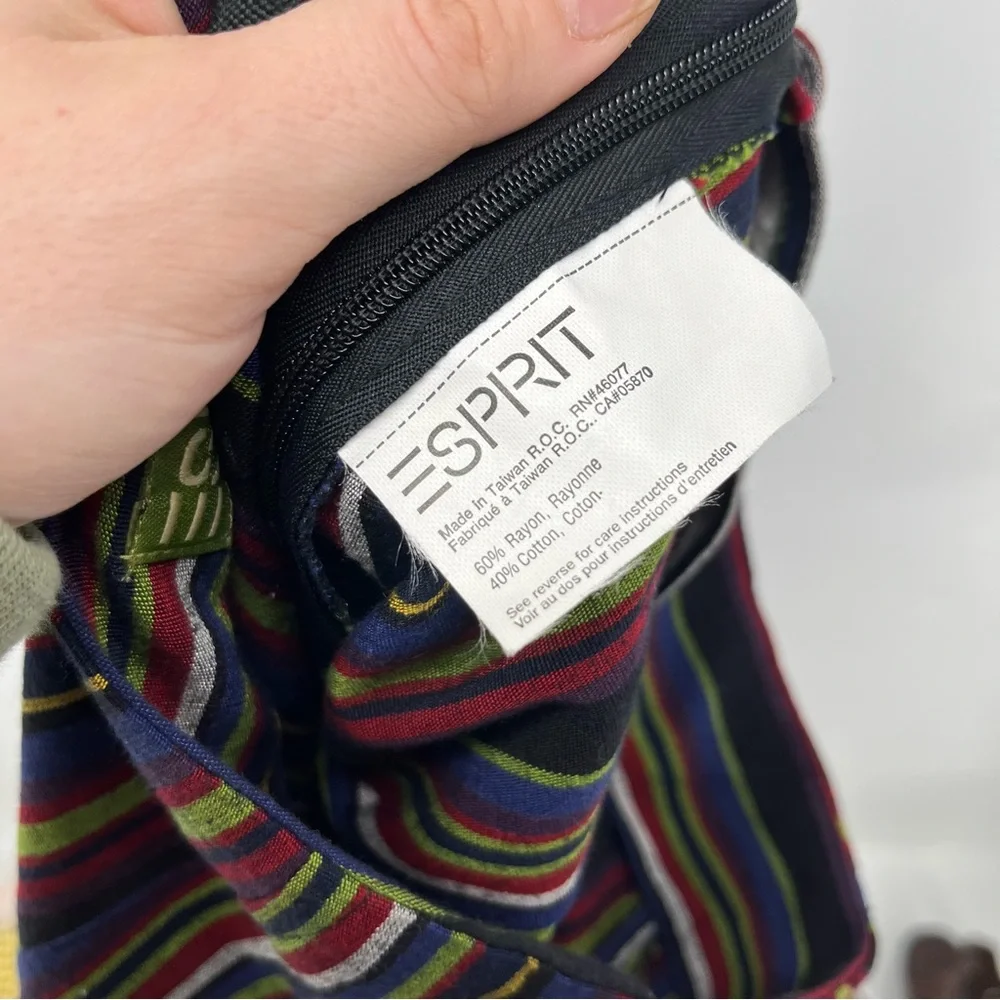 ESPRIT
Made In Taiwan R.O.C. RN#46077
Fabriqué à Taiwan R.O.C.. CA#05870
60% Rayon, Rayonne
40% Cotton, Coton.
See reverse for care instructions
Voir au dos pour instructions d'entretien